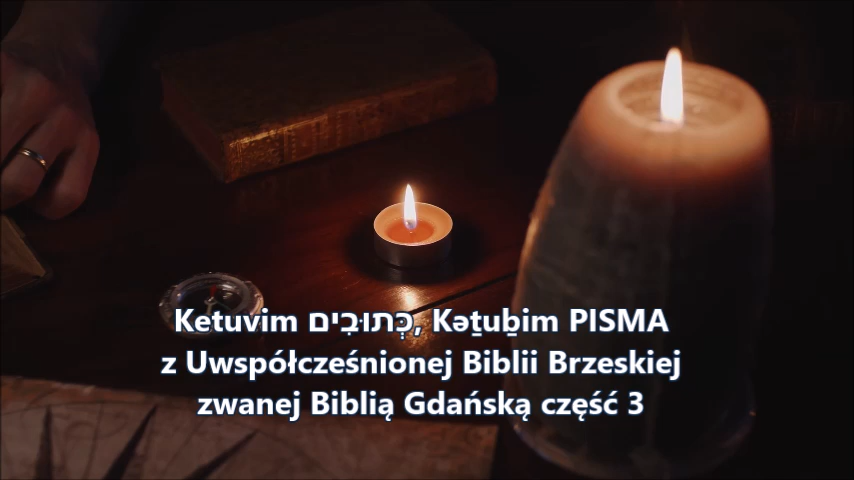 Ketuvim כְּתוּבִים, Kəṯuḇim PISMA
z Uwspółcześnionej Biblii Brzeskiej
zwanej Biblią Gdańską część 3